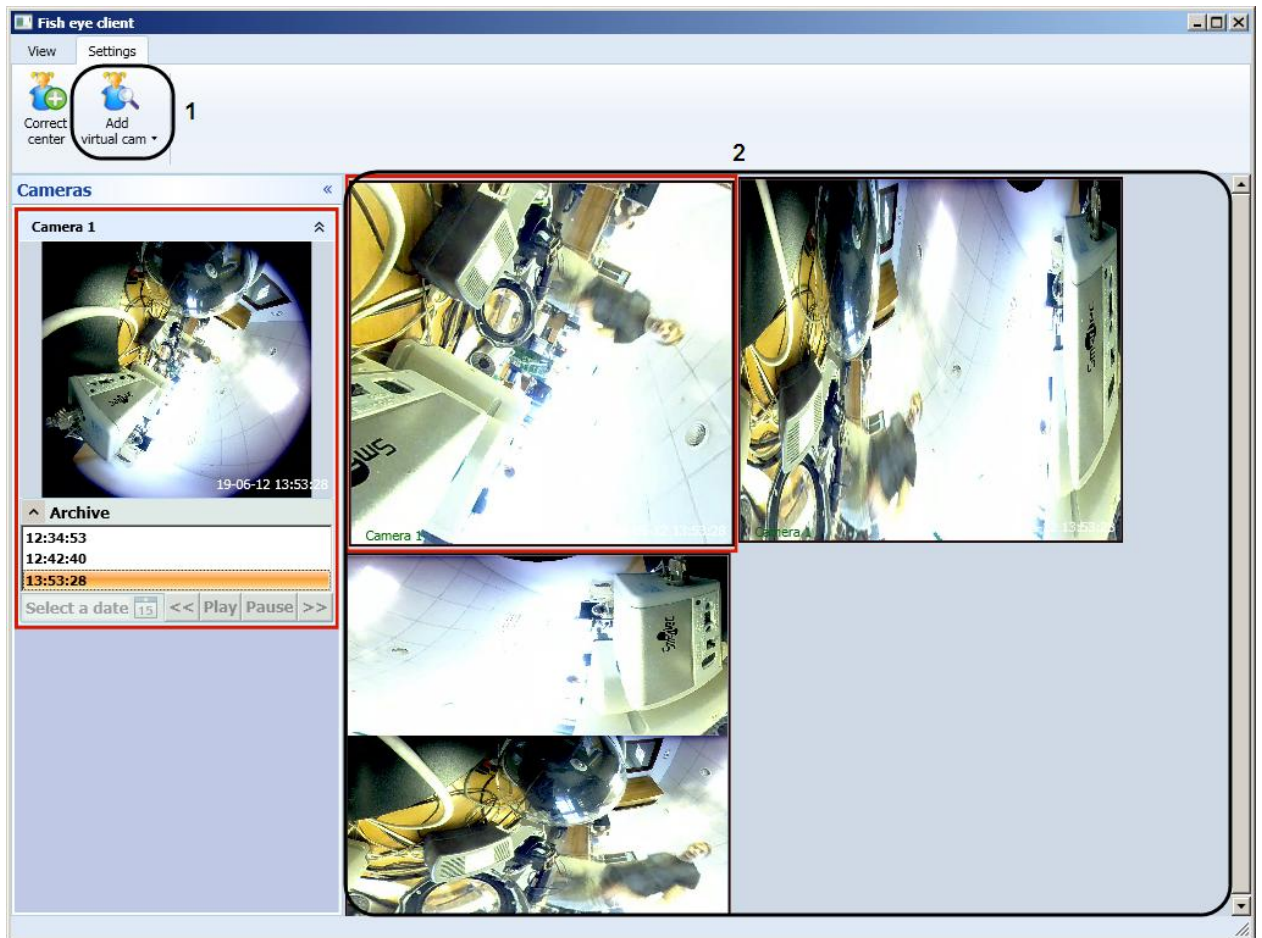 Fish eye client
View Settings
Correct center
Add virtual cam
1
2
Cameras «
Camera 1
19-06-12 13:53:28
Archive
12:34:53
12:42:40
13:53:28
Select a date 15 << Play Pause >>
Camera 1
Camera 1